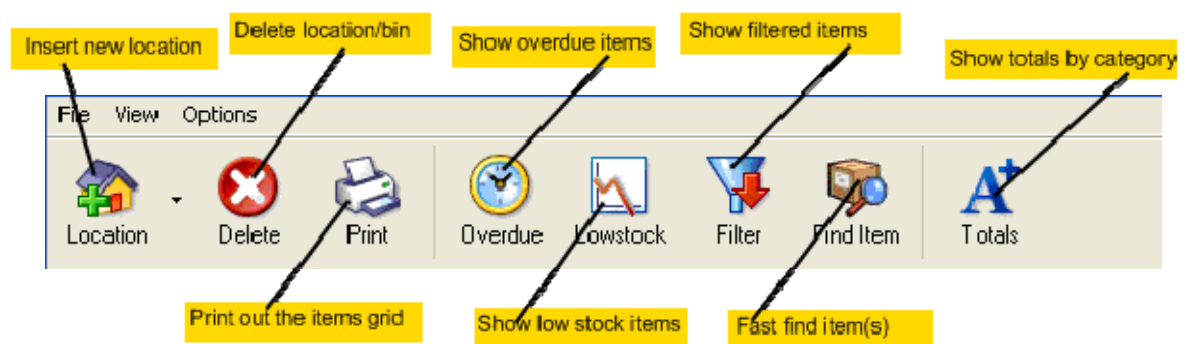 Insert new location
Delete location/bin
Show overdue items
Show filtered items
Show totals by category
File View Options
Location Delete Print Overdue Lowstock Filter Find Item Totals
Print out the items grid
Show low stock items
Fast find item(s)